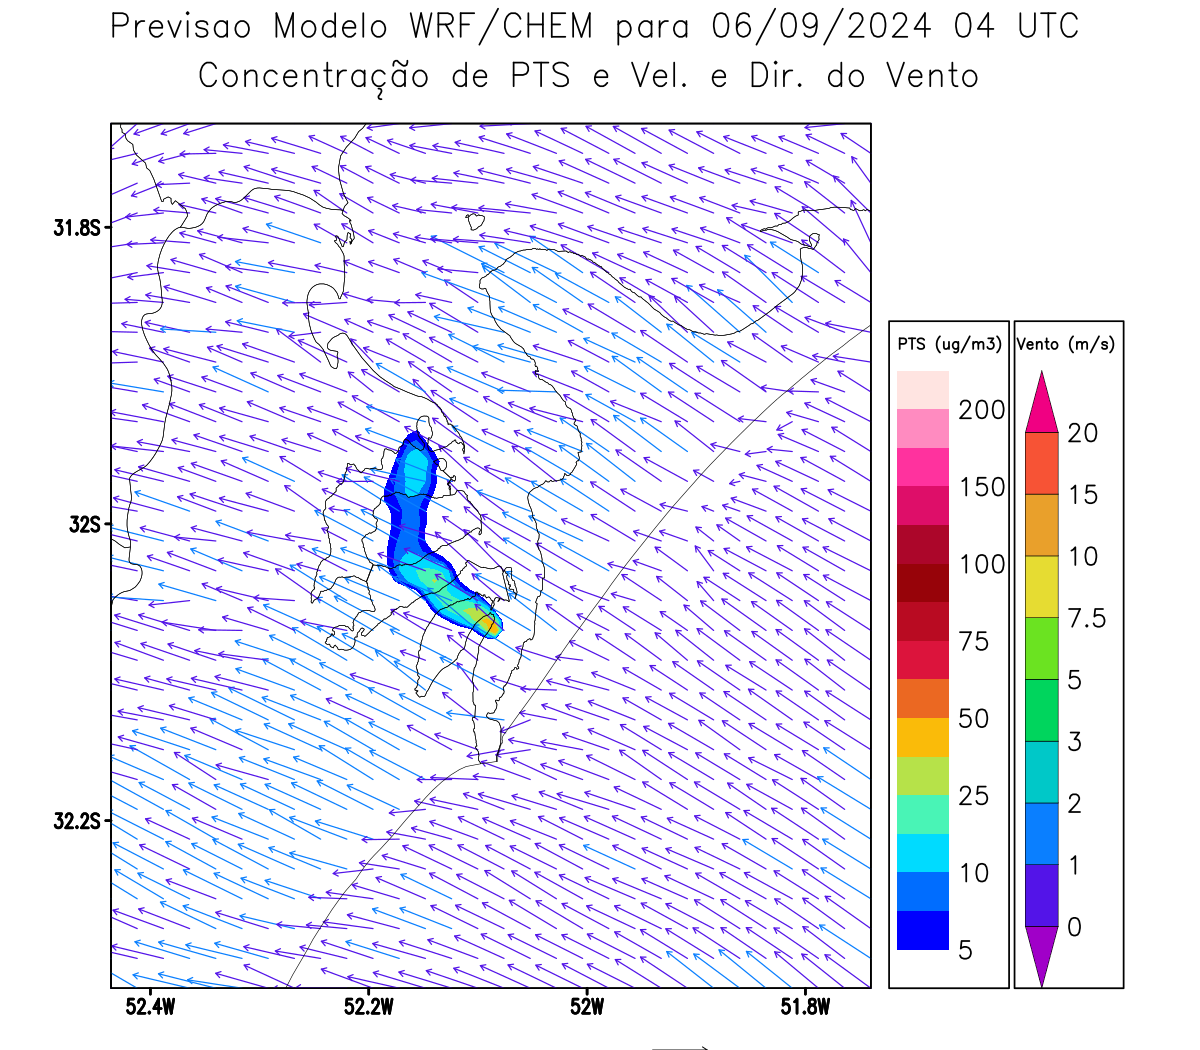 Previsao Modelo WRF/CHEM para 06/09/2024 04 UTC
Concentração de PTS e Vel. e Dir. do Vento
31.8S
32S
32.2S
52.4W
52.2W
52W
51.8W
PTS (ug/m3)
200
150
100
75
50
25
10
5
Vento (m/s)
20
15
10
7.5
5
3
2
1
0